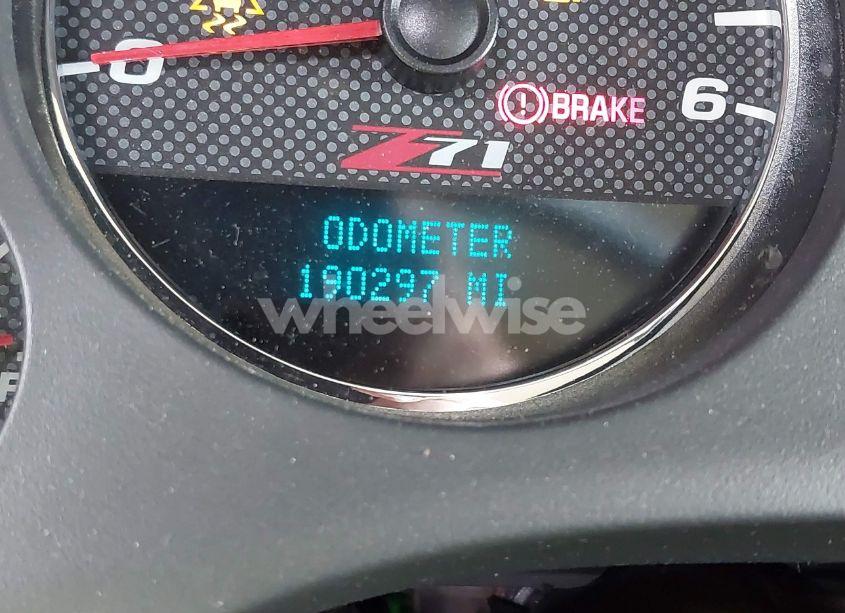 0
BRAKE
6
Z71
ODOMETER
190297 MI
wheelwise